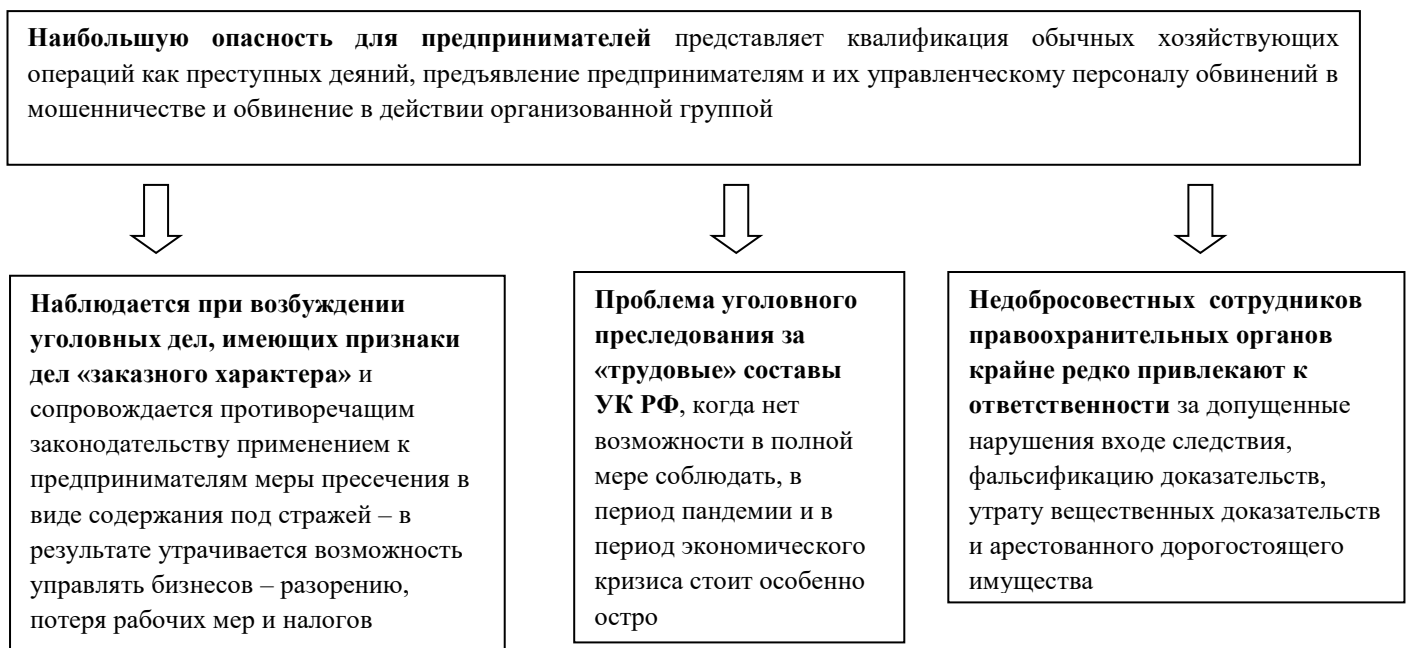 Наибольшую опасность для предпринимателей представляет квалификация обычных хозяйствующих
операций как преступных деяний, предъявление предпринимателям и их управленческому персоналу обвинений в
мошенничестве и обвинение в действии организованной группой
Наблюдается при возбуждении
уголовных дел, имеющих признаки
дел «заказного характера» и
сопровождается противоречащим
законодательству применением к
предпринимателям меры пресечения в
виде содержания под стражей – в
результате утрачивается возможность
управлять бизнесов – разорению,
потеря рабочих мер и налогов
Проблема уголовного
преследования за
«трудовые» составы
УК РФ, когда нет
возможности в полной
мере соблюдать, в
период пандемии и в
период экономического
кризиса стоит особенно
остро
Недобросовестных сотрудников
правоохранительных органов
крайне редко привлекают к
ответственности за допущенные
нарушения входе следствия,
фальсификацию доказательств,
утрату вещественных доказательств
и арестованного дорогостоящего
имущества